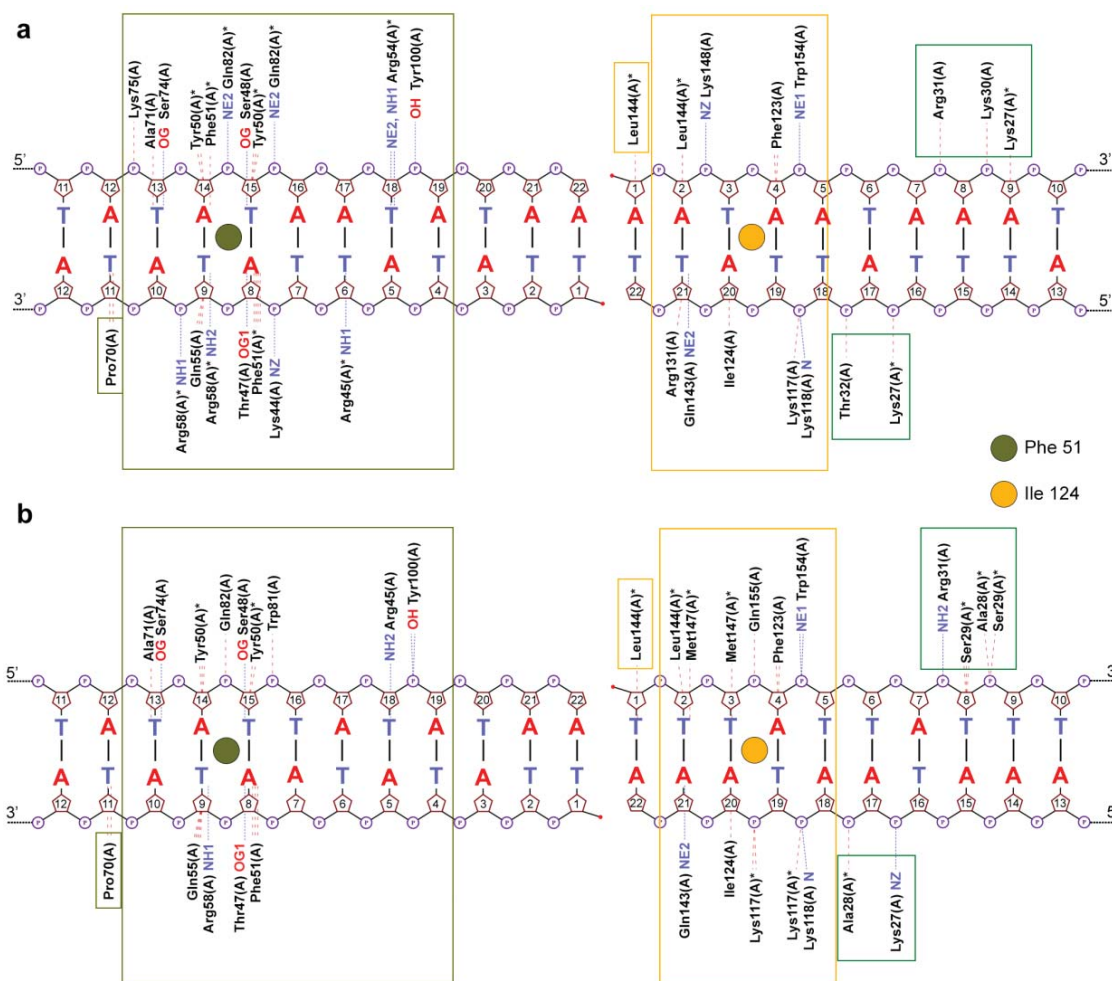 a
Lys75(A)
Ala71(A)
OG Ser74(A)
Tyr50(A)*
Phe51(A)*
NE2 Gln82(A)*
OG Ser48(A)
Tyr50(A)*
NE2 Gln82(A)*
NE2, NH1 Arg54(A)*
OH Tyr100(A)
Leu144(A)*
Leu144(A)*
NZ Lys148(A)
Phe123(A)
NE1 Trp154(A)
Arg31(A)
Lys30(A)
Lys27(A)*
5' P P P P P P P P P P P P P P P P P P P P 3'
11 12 13 14 15 16 17 18 19 20 21 22 1 2 3 4 5 6 7 8 9 10
T A T A T A A T A T A A A A T A A T A A A T
A T A T A T T A T A T T T T A T T A T T T A
12 11 10 9 8 7 6 5 4 3 2 1 22 21 20 19 18 17 16 15 14 13
3' P P P P P P P P P P P P P P P P P P P P 5'
Pro70(A)
Arg58(A)* NH1
Gln55(A)
Arg58(A)* NH2
Thr47(A) OG1
Phe51(A)*
Lys44(A) NZ
Arg45(A)* NH1
Arg131(A)
Gln143(A) NE2
Ile124(A)
Lys117(A)
Lys118(A) N
Thr32(A)
Lys27(A)*
Phe 51
Ile 124
b
Ala71(A)
OG Ser74(A)
Tyr50(A)*
Gln82(A)
OG Ser48(A)
Tyr50(A)*
Trp81(A)
NH2 Arg45(A)
OH Tyr100(A)
Leu144(A)*
Leu144(A)*
Met147(A)*
Met147(A)*
Gln155(A)
Phe123(A)
NE1 Trp154(A)
NH2 Arg31(A)
Ser29(A)*
Ala28(A)*
Ser29(A)*
5' P P P P P P P P P P P P P P P P P P P P 3'
11 12 13 14 15 16 17 18 19 20 21 22 1 2 3 4 5 6 7 8 9 10
T A T A T T A T A T A A T T T A T T A T T T
A T A T A A T A T A T T A A A T A A T A A A
12 11 10 9 8 7 6 5 4 3 2 1 22 21 20 19 18 17 16 15 14 13
3' P P P P P P P P P P P P P P P P P P P P 5'
Pro70(A)
Gln55(A)
Arg58(A) NH1
Thr47(A) OG1
Phe51(A)
Gln143(A) NE2
Ile124(A)
Lys117(A)*
Lys117(A)*
Lys118(A) N
Ala28(A)*
Lys27(A) NZ